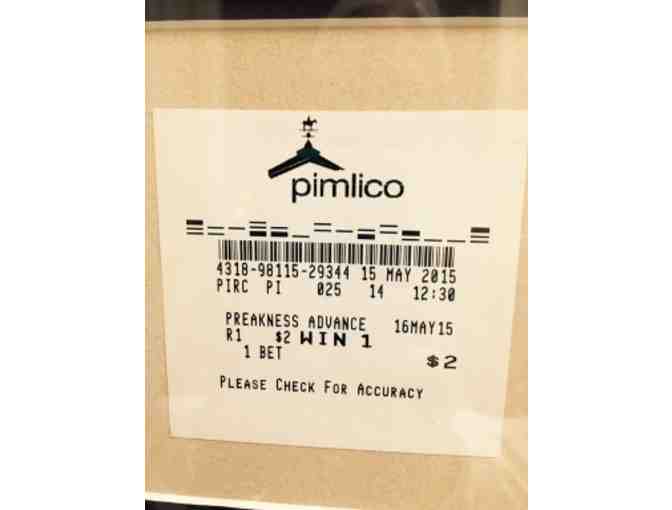 pimlico
4318-98115-29344 15 MAY 2015
PIRC PI 025 14 12:30
PREAKNESS ADVANCE 16MAY15
R1 $2 WIN 1
1 BET $2
PLEASE CHECK FOR ACCURACY